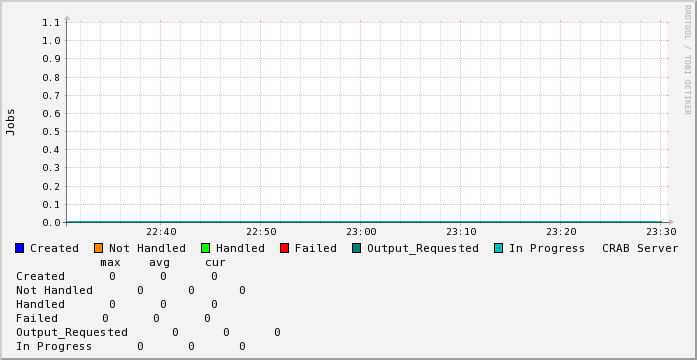 RRDTOOL / TOBI OETIKER
Jobs
1.1
1.0
0.9
0.8
0.7
0.6
0.5
0.4
0.3
0.2
0.1
0.0
22:40 22:50 23:00 23:10 23:20 23:30
Created Not Handled Handled Failed Output_Requested In Progress CRAB Server
max avg cur
Created 0 0 0
Not Handled 0 0 0
Handled 0 0 0
Failed 0 0 0
Output_Requested 0 0 0
In Progress 0 0 0